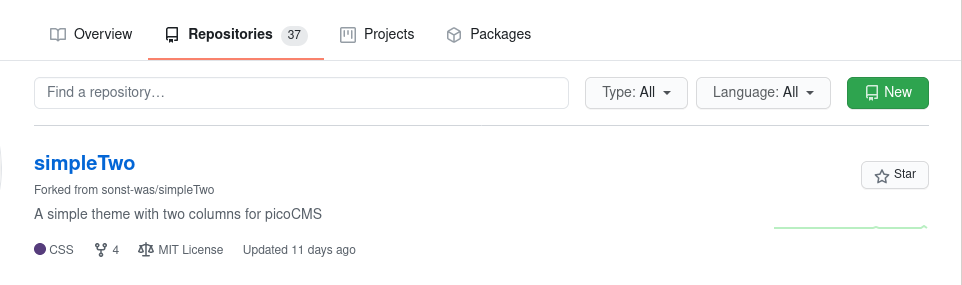 Overview Repositories 37 Projects Packages
Find a repository… Type: All Language: All New
simpleTwo
Star
Forked from sonst-was/simpleTwo
A simple theme with two columns for picoCMS
CSS 4 MIT License Updated 11 days ago